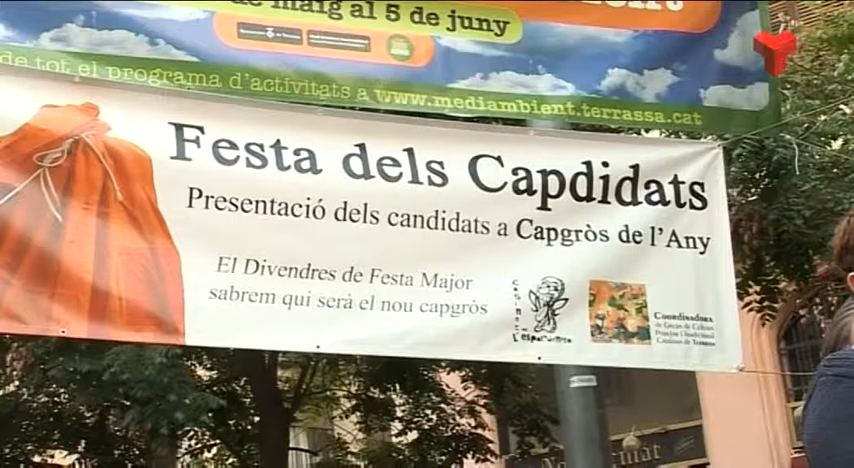 de maig al 5 de juny
de tot el programa d'activitats a www.mediambient.terrassa.cat
Festa dels Capdidats
Presentació dels candidats a Capgròs de l'Any
El Divendres de Festa Major
sabrem qui serà el nou capgròs
Coordinadora